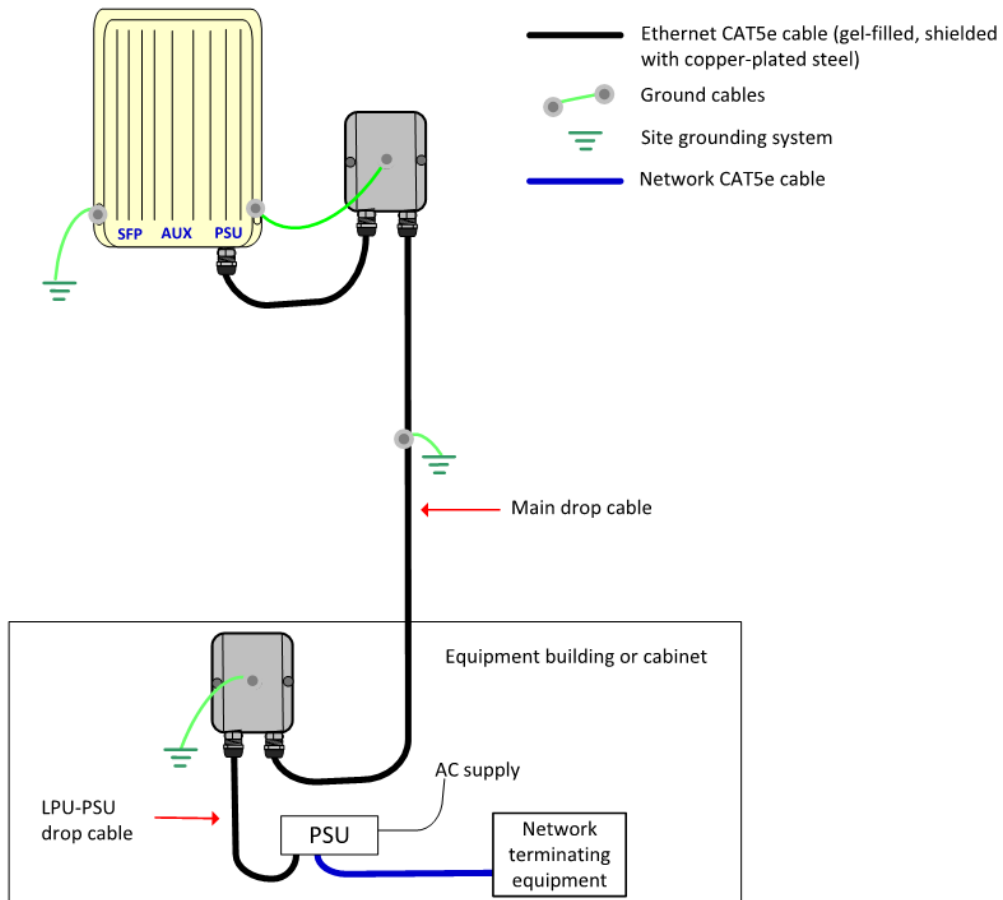 Ethernet CAT5e cable (gel-filled, shielded
with copper-plated steel)
Ground cables
Site grounding system
Network CAT5e cable
SFP AUX PSU
Main drop cable
Equipment building or cabinet
AC supply
LPU-PSU
drop cable
PSU
Network
terminating
equipment